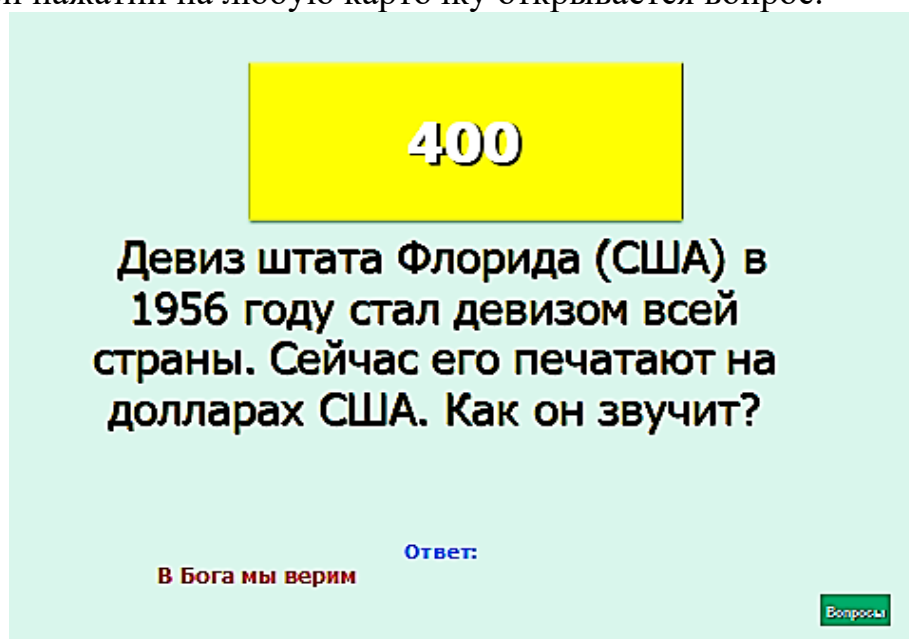 нажатии на любую карточку открывается вопрос.
400
Девиз штата Флорида (США) в
1956 году стал девизом всей
страны. Сейчас его печатают на
долларах США. Как он звучит?
Ответ:
В Бога мы верим
Вопросы